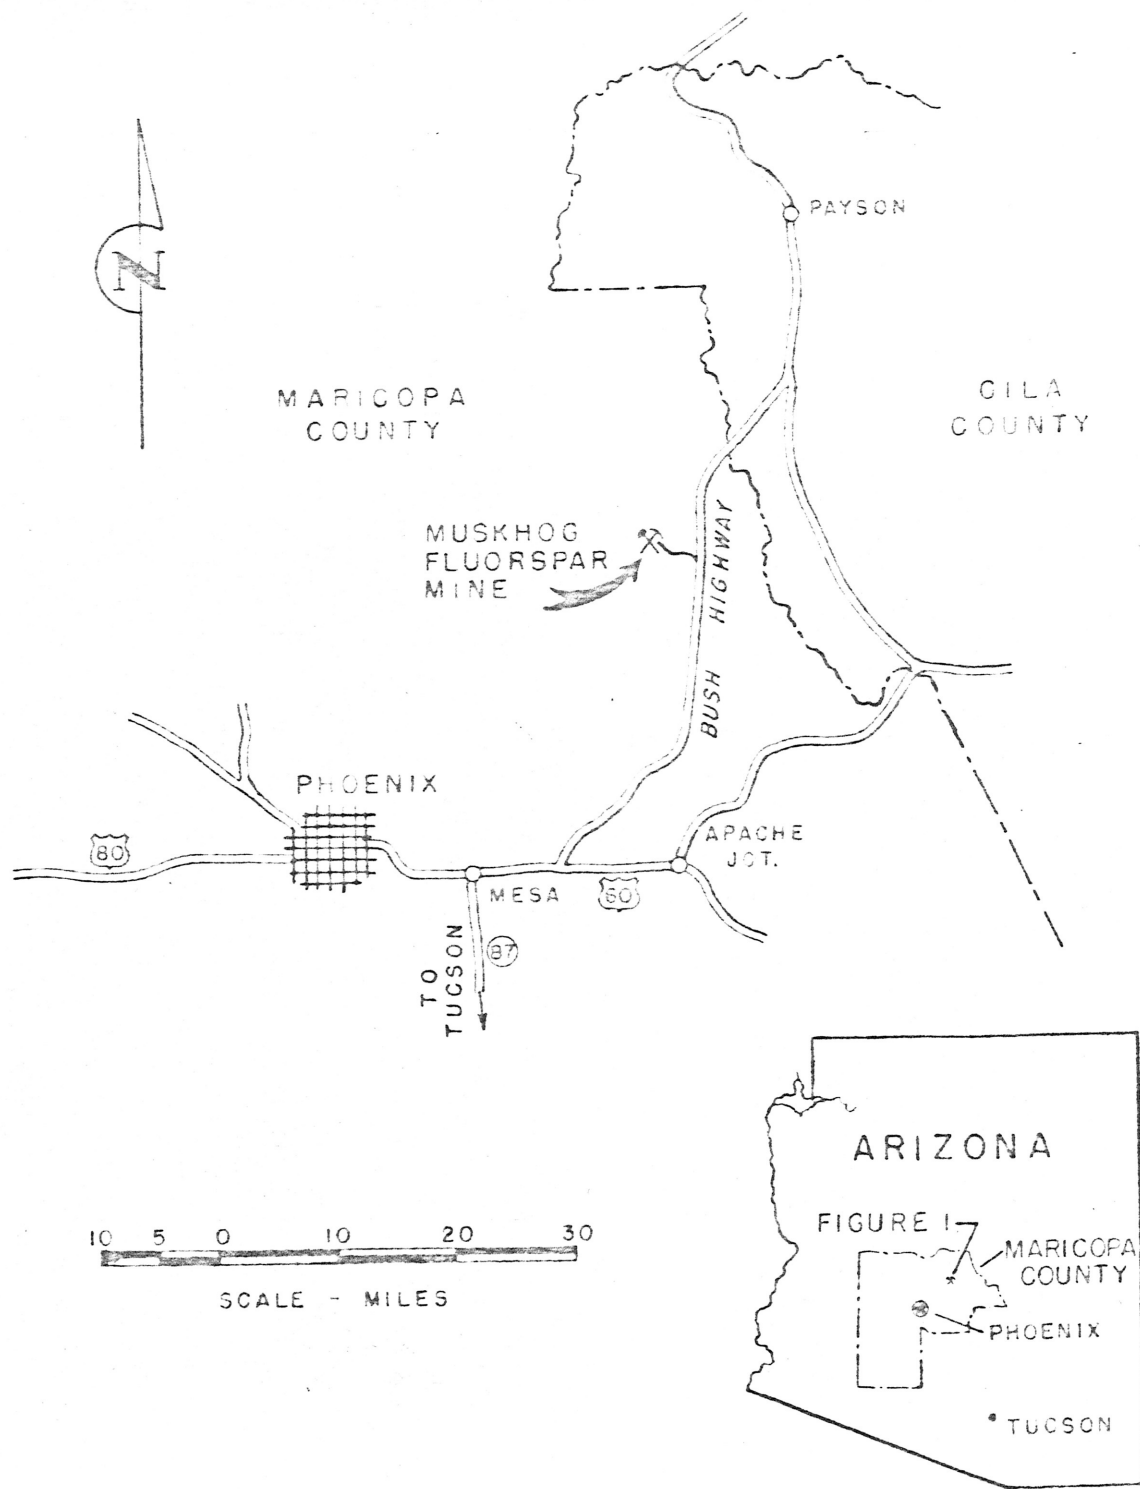 N
PAYSON
MARICOPA
COUNTY
GILA
COUNTY
MUSKHOG
FLUORSPAR
MINE
BUSH HIGHWAY
PHOENIX
80
APACHE
JCT.
MESA
60
87
TO
TUCSON
ARIZONA
FIGURE 1
MARICOPA
COUNTY
PHOENIX
TUCSON
10 5 0 10 20 30
SCALE - MILES